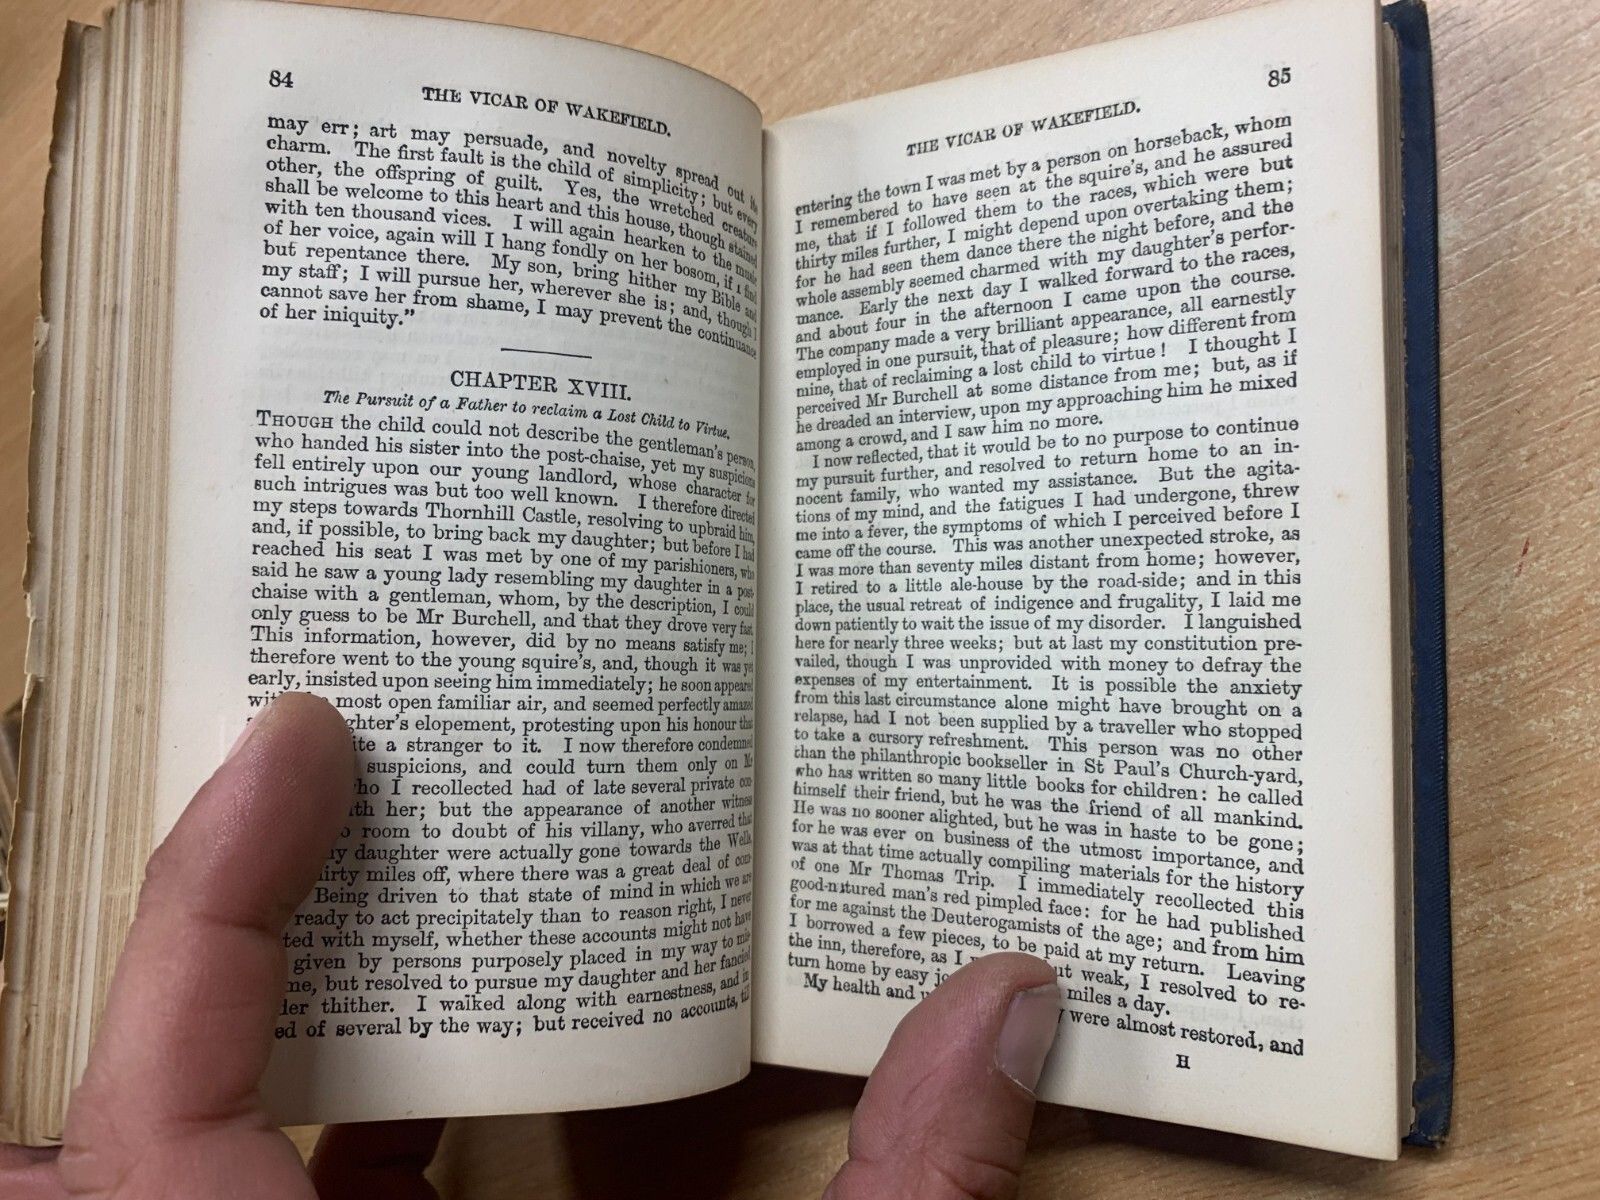 84
THE VICAR OF WAKEFIELD.
may err; art may persuade, and novelty spread out its
charm. The first fault is the child of simplicity; but every
other, the offspring of guilt. Yes, the wretched creature
shall be welcome to this heart and this house, though stained
with ten thousand vices. I will again hearken to the music
of her voice, again will I hang fondly on her bosom, if I find
but repentance there. My son, bring hither my Bible and
my staff; I will pursue her, wherever she is; and, though I
cannot save her from shame, I may prevent the continuance
of her iniquity."
CHAPTER XVIII.
The Pursuit of a Father to reclaim a Lost Child to Virtue.
THOUGH the child could not describe the gentleman's person,
who handed his sister into the post-chaise, yet my suspicions
fell entirely upon our young landlord, whose character for
such intrigues was but too well known. I therefore directed
my steps towards Thornhill Castle, resolving to upbraid him,
and, if possible, to bring back my daughter; but before I had
reached his seat I was met by one of my parishioners, who
said he saw a young lady resembling my daughter in a post-
chaise with a gentleman, whom, by the description, I could
only guess to be Mr Burchell, and that they drove very fast.
This information, however, did by no means satisfy me; I
therefore went to the young squire's, and, though it was yet
early, insisted upon seeing him immediately; he soon appeared
most open familiar air, and seemed perfectly amazed
elopement, protesting upon his honour that
a stranger to it. I now therefore condemned
suspicions, and could turn them only on Mr
I recollected had of late several private con-
her; but the appearance of another witness
room to doubt of his villany, who averred that
daughter were actually gone towards the Wells,
miles off, where there was a great deal of com-
Being driven to that state of mind in which we are
ready to act precipitately than to reason right, I never
with myself, whether these accounts might not have
given by persons purposely placed in my way to mis-
me, but resolved to pursue my daughter and her fancied
thither. I walked along with earnestness, and in
of several by the way; but received no accounts, till
85
THE VICAR OF WAKEFIELD.
entering the town I was met by a person on horseback, whom
I remembered to have seen at the squire's, and he assured
me, that if I followed them to the races, which were but
thirty miles further, I might depend upon overtaking them;
for he had seen them dance there the night before, and the
whole assembly seemed charmed with my daughter's perfor-
mance. Early the next day I walked forward to the races,
and about four in the afternoon I came upon the course.
The company made a very brilliant appearance, all earnestly
employed in one pursuit, that of pleasure; how different from
mine, that of reclaiming a lost child to virtue! I thought I
perceived Mr Burchell at some distance from me; but, as if
he dreaded an interview, upon my approaching him he mixed
among a crowd, and I saw him no more.
I now reflected, that it would be to no purpose to continue
my pursuit further, and resolved to return home to an in-
nocent family, who wanted my assistance. But the agita-
tions of my mind, and the fatigues I had undergone, threw
me into a fever, the symptoms of which I perceived before I
came off the course. This was another unexpected stroke, as
I was more than seventy miles distant from home; however,
I retired to a little ale-house by the road-side; and in this
place, the usual retreat of indigence and frugality, I laid me
down patiently to wait the issue of my disorder. I languished
here for nearly three weeks; but at last my constitution pre-
vailed, though I was unprovided with money to defray the
expenses of my entertainment. It is possible the anxiety
from this last circumstance alone might have brought on a
relapse, had I not been supplied by a traveller who stopped
to take a cursory refreshment. This person was no other
than the philanthropic bookseller in St Paul's Church-yard,
who has written so many little books for children: he called
himself their friend, but he was the friend of all mankind.
He was no sooner alighted, but he was in haste to be gone;
for he was ever on business of the utmost importance, and
was at that time actually compiling materials for the history
of one Mr Thomas Trip. I immediately recollected this
good-natured man's red pimpled face: for he had published
for me against the Deuterogamists of the age; and from him
I borrowed a few pieces, to be paid at my return. Leaving
the inn, therefore, as I weak, I resolved to re-
turn home by easy miles a day.
My health and were almost restored, and
H